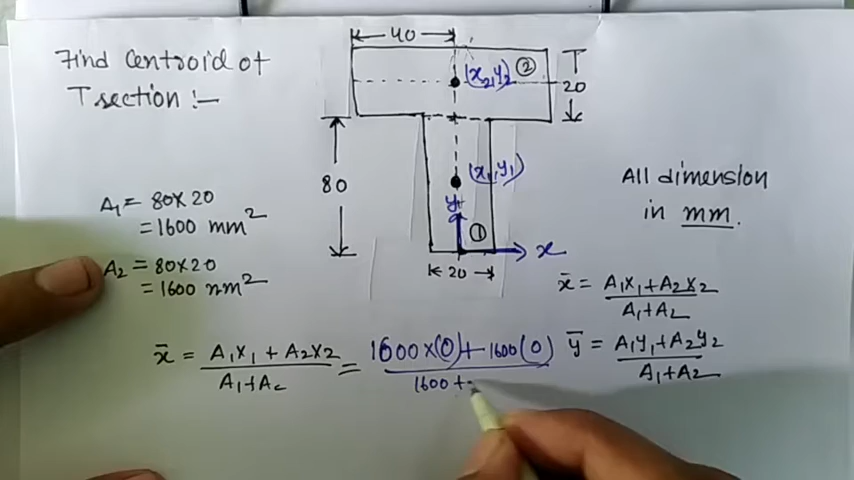 Find Centroid of
T section :-
40
(x2, y2)
②
20
80
(x1, y1)
y
①
x
20
All dimension
in mm.
A1 = 80 x 20
= 1600 mm²
A2 = 80 x 20
= 1600 mm²
x̄ = A1x1 + A2x2 / A1 + A2
ȳ = A1y1 + A2y2 / A1 + A2
x̄ = A1x1 + A2x2 / A1 + A2 = 1600 x (0) + 1600 (0) / 1600 +